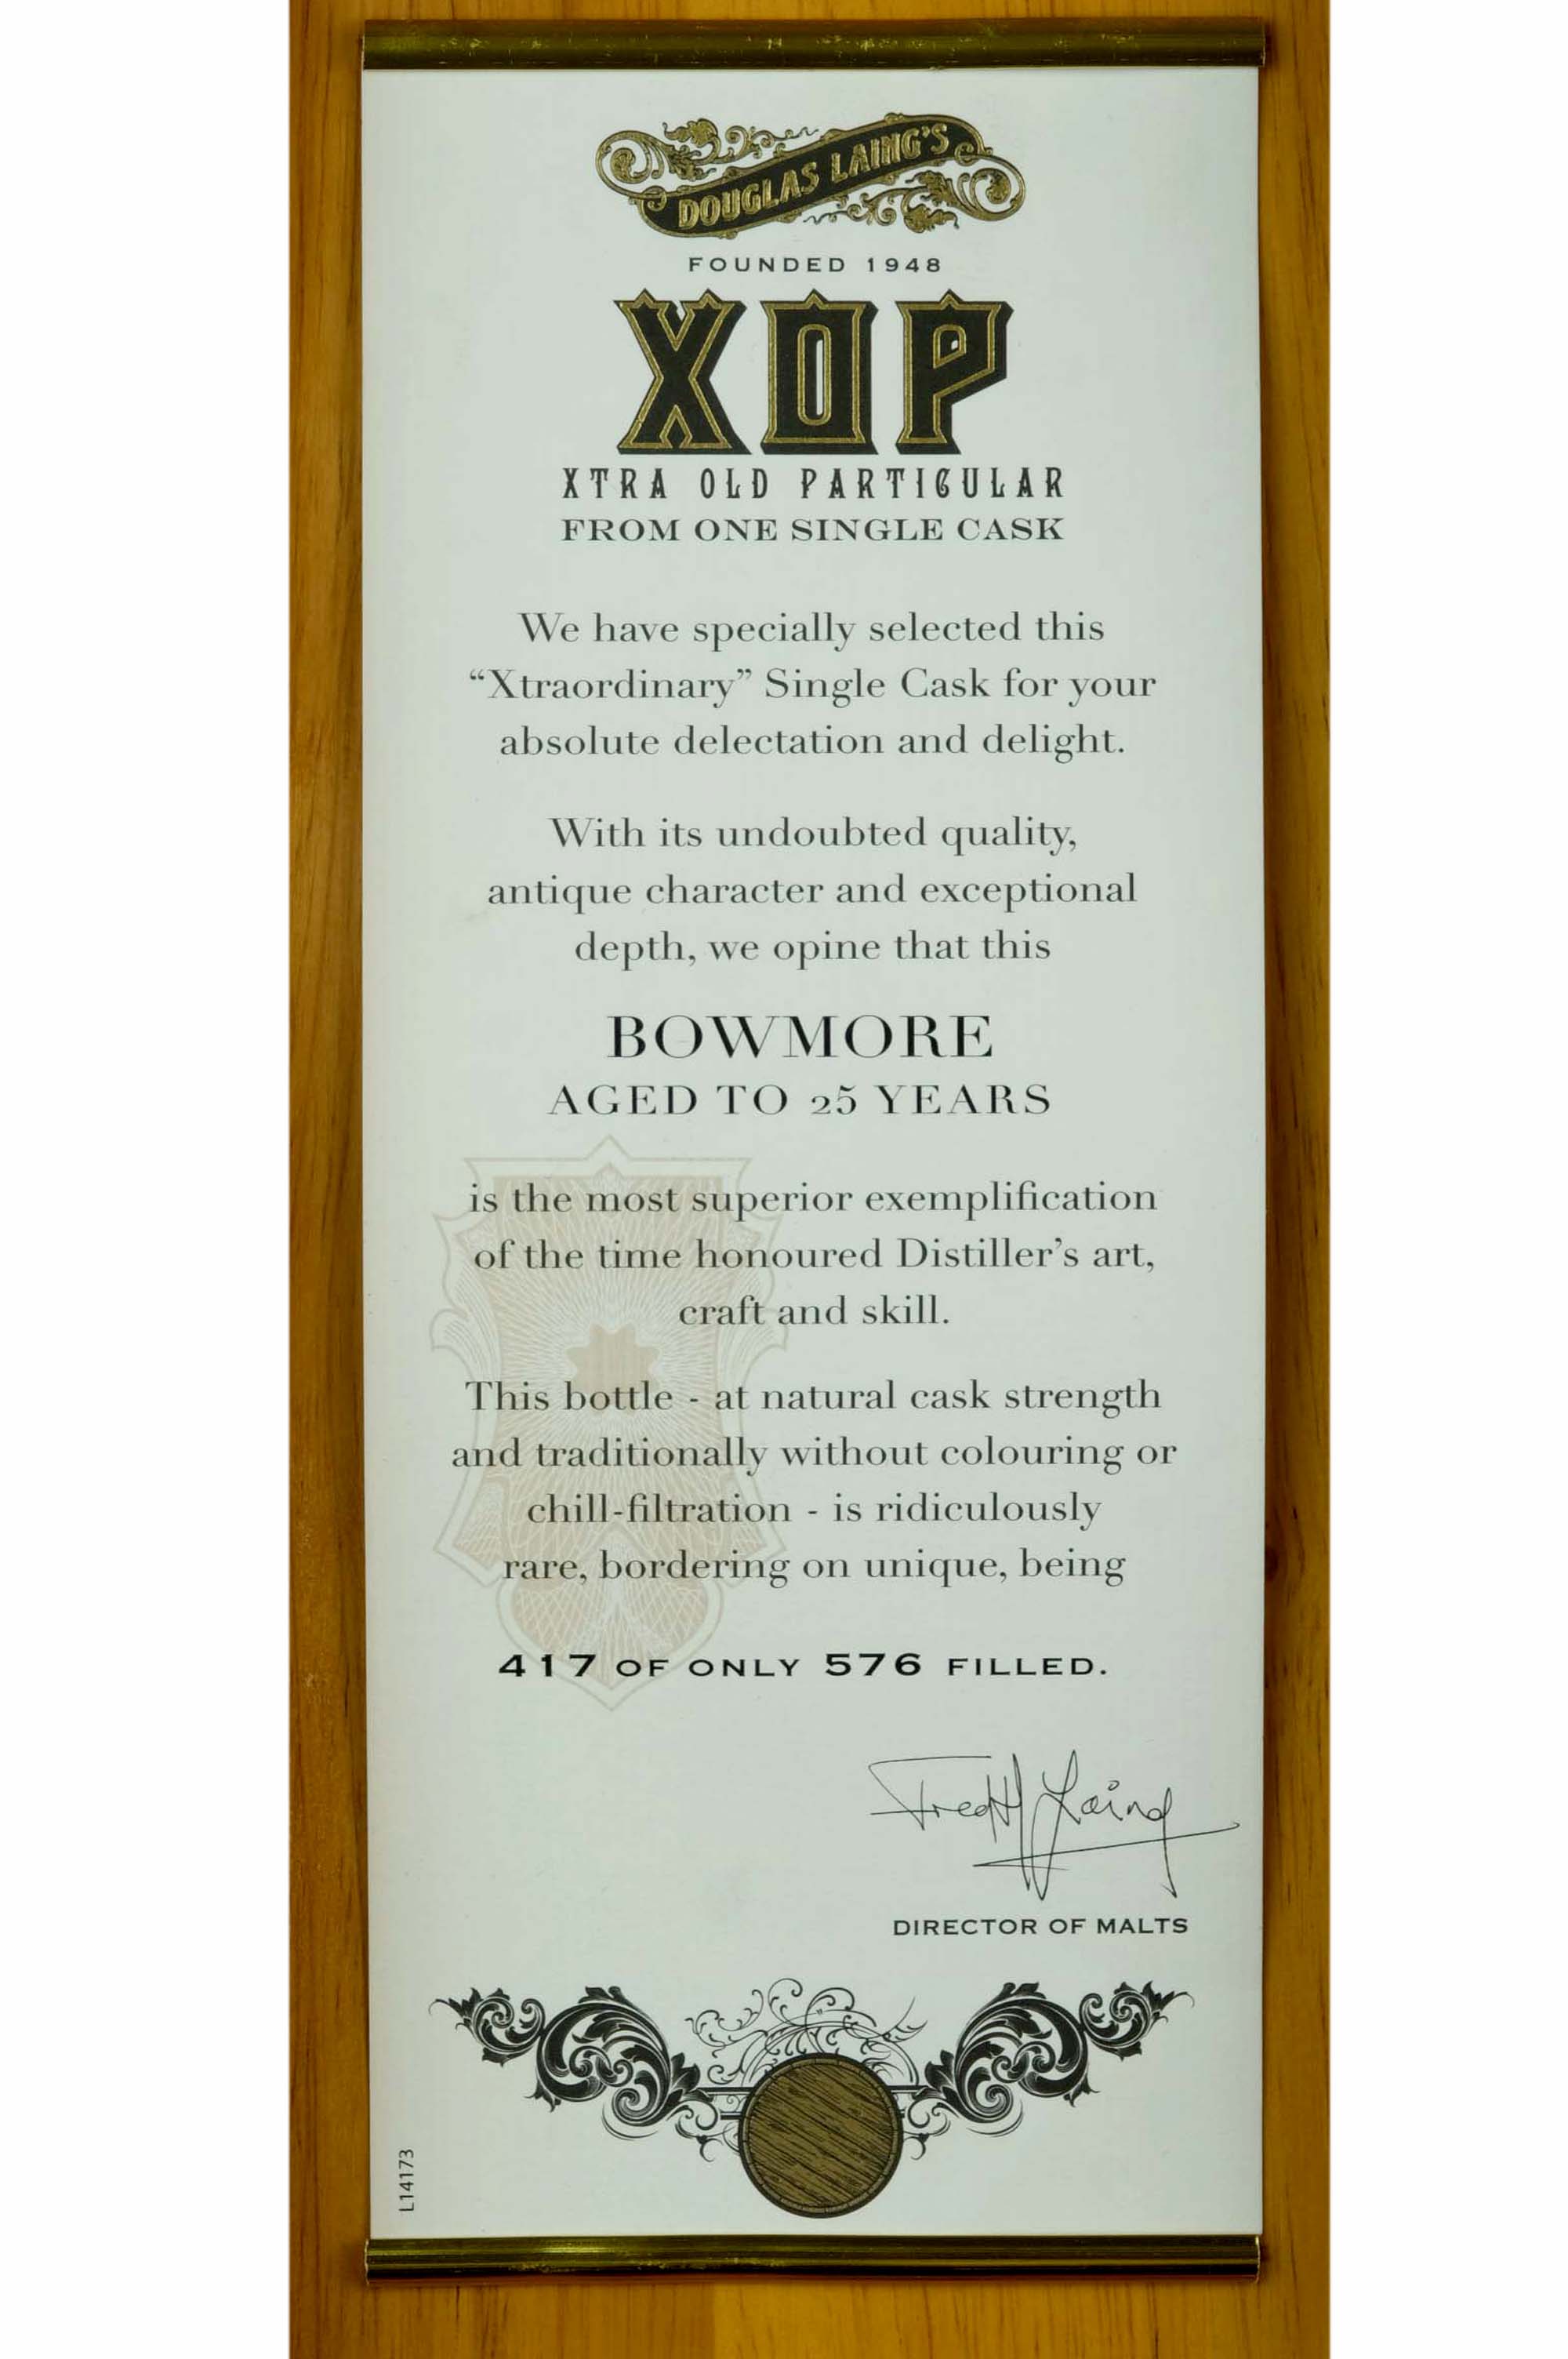 DOUGLAS LAING'S
FOUNDED 1948
XOP
XTRA OLD PARTICULAR
FROM ONE SINGLE CASK
We have specially selected this
“Xtraordinary” Single Cask for your
absolute delectation and delight.
With its undoubted quality,
antique character and exceptional
depth, we opine that this
BOWMORE
AGED TO 25 YEARS
is the most superior exemplification
of the time honoured Distiller’s art,
craft and skill.
This bottle - at natural cask strength
and traditionally without colouring or
chill-filtration - is ridiculously
rare, bordering on unique, being
417 OF ONLY 576 FILLED.
Fred H Laing
DIRECTOR OF MALTS
L14173